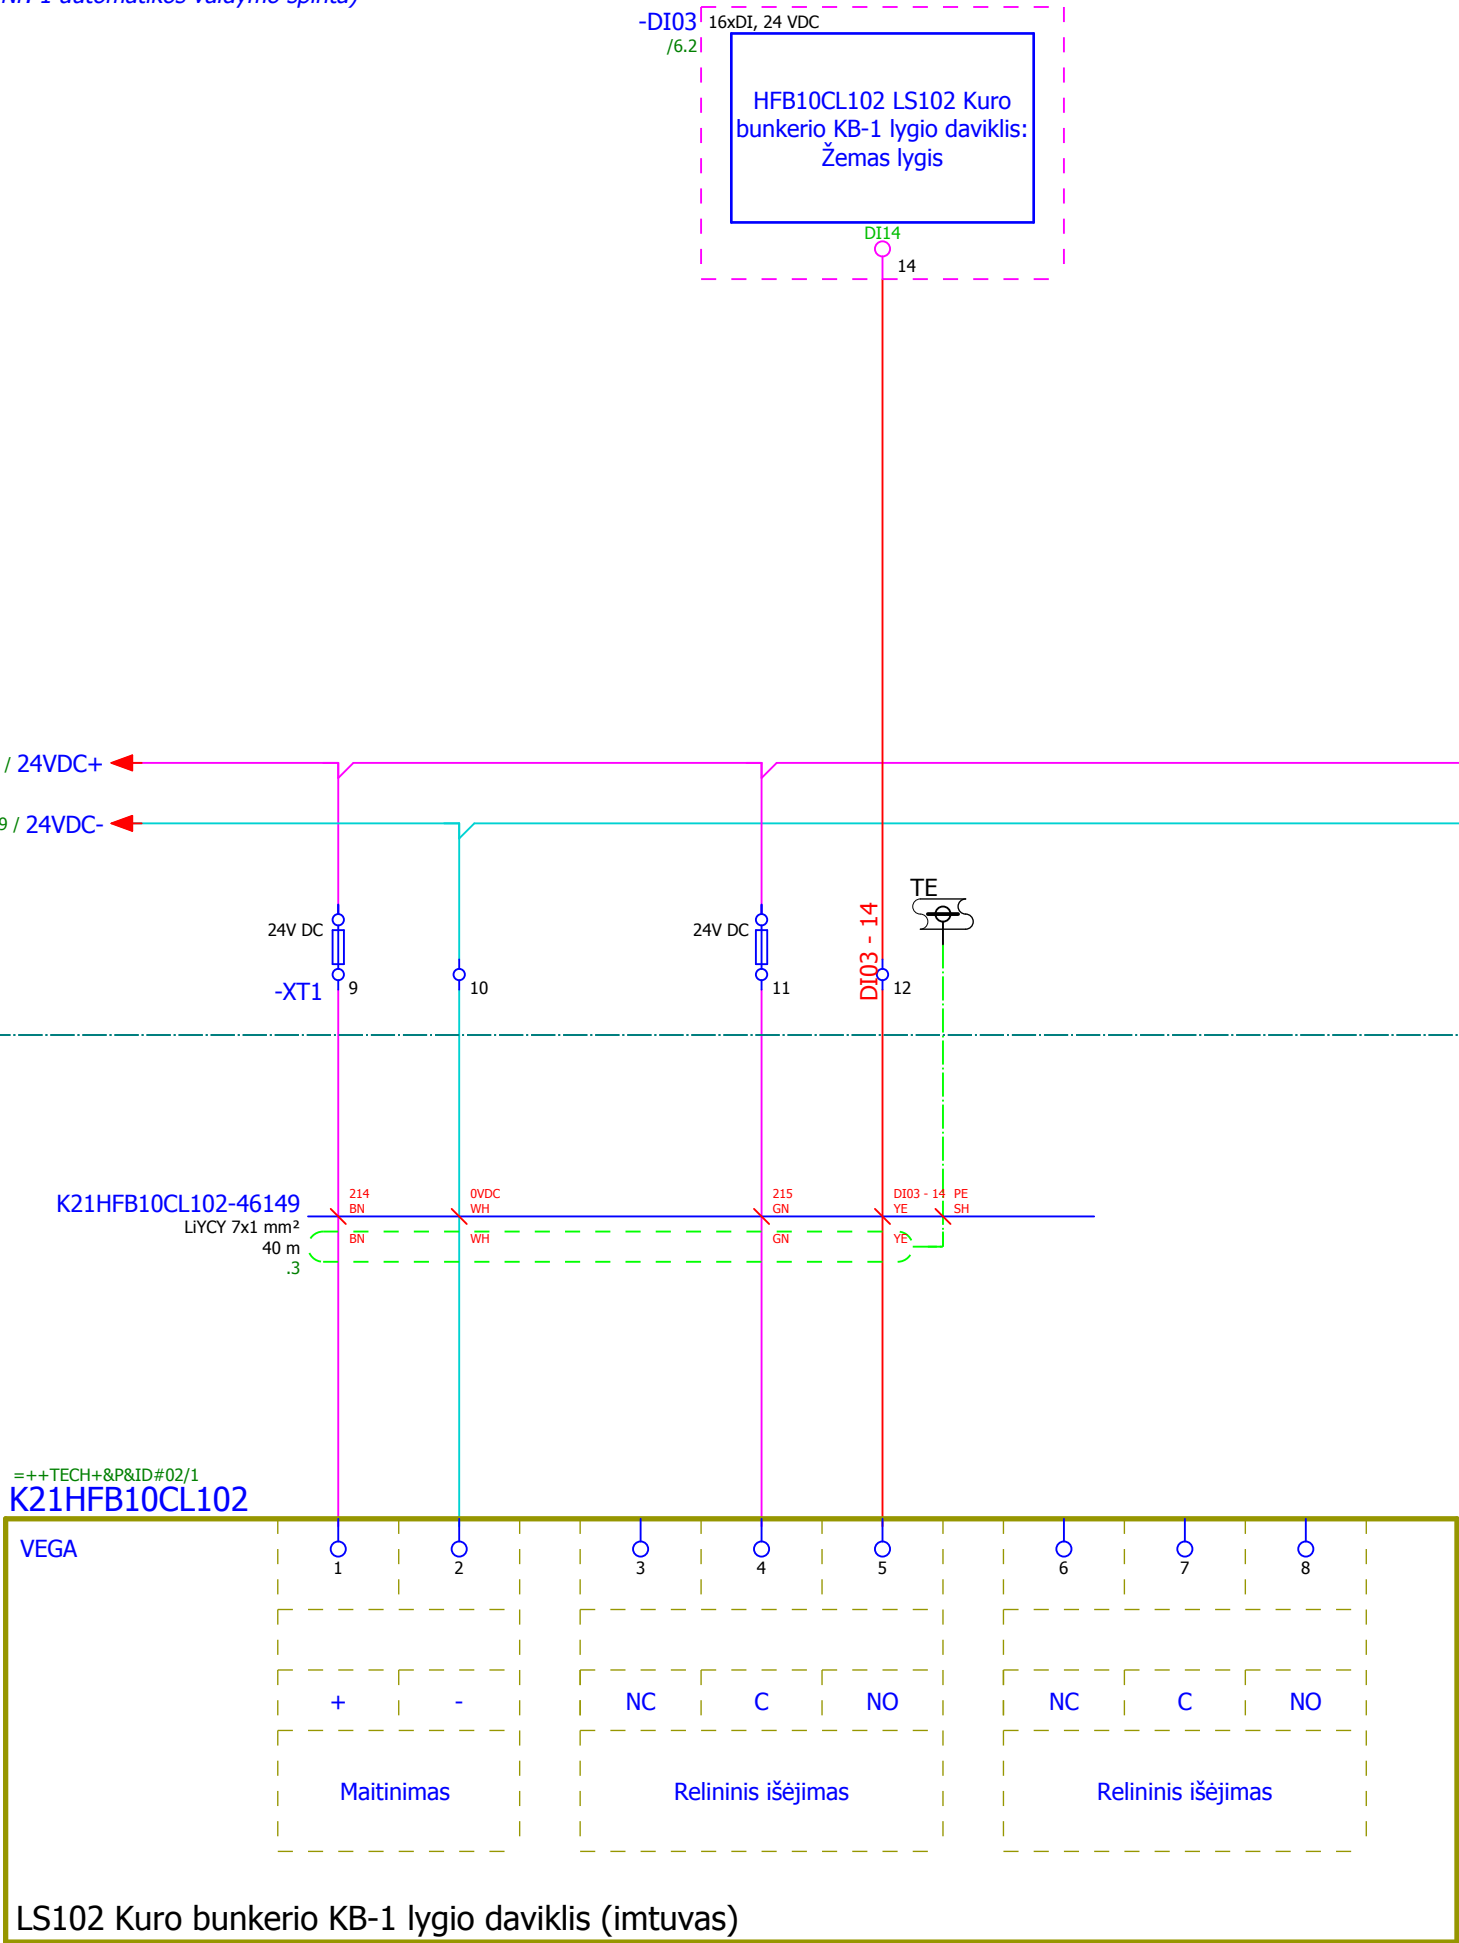 automatikos valdymo spinta)
-DI03
16xDI, 24 VDC
/6.2
HFB10CL102 LS102 Kuro
bunkerio KB-1 lygio daviklis:
Žemas lygis
DI14
14
/ 24VDC+
9 / 24VDC-
TE
24V DC
24V DC
DI03 - 14
-XT1
9
10
11
12
K21HFB10CL102-46149
LiYCY 7x1 mm²
40 m
.3
214
BN
0VDC
WH
215
GN
DI03 - 14
YE
PE
SH
BN
WH
GN
YE
=++TECH+&P&ID#02/1
K21HFB10CL102
VEGA
1
2
3
4
5
6
7
8
+
-
NC
C
NO
NC
C
NO
Maitinimas
Relininis išėjimas
Relininis išėjimas
LS102 Kuro bunkerio KB-1 lygio daviklis (imtuvas)